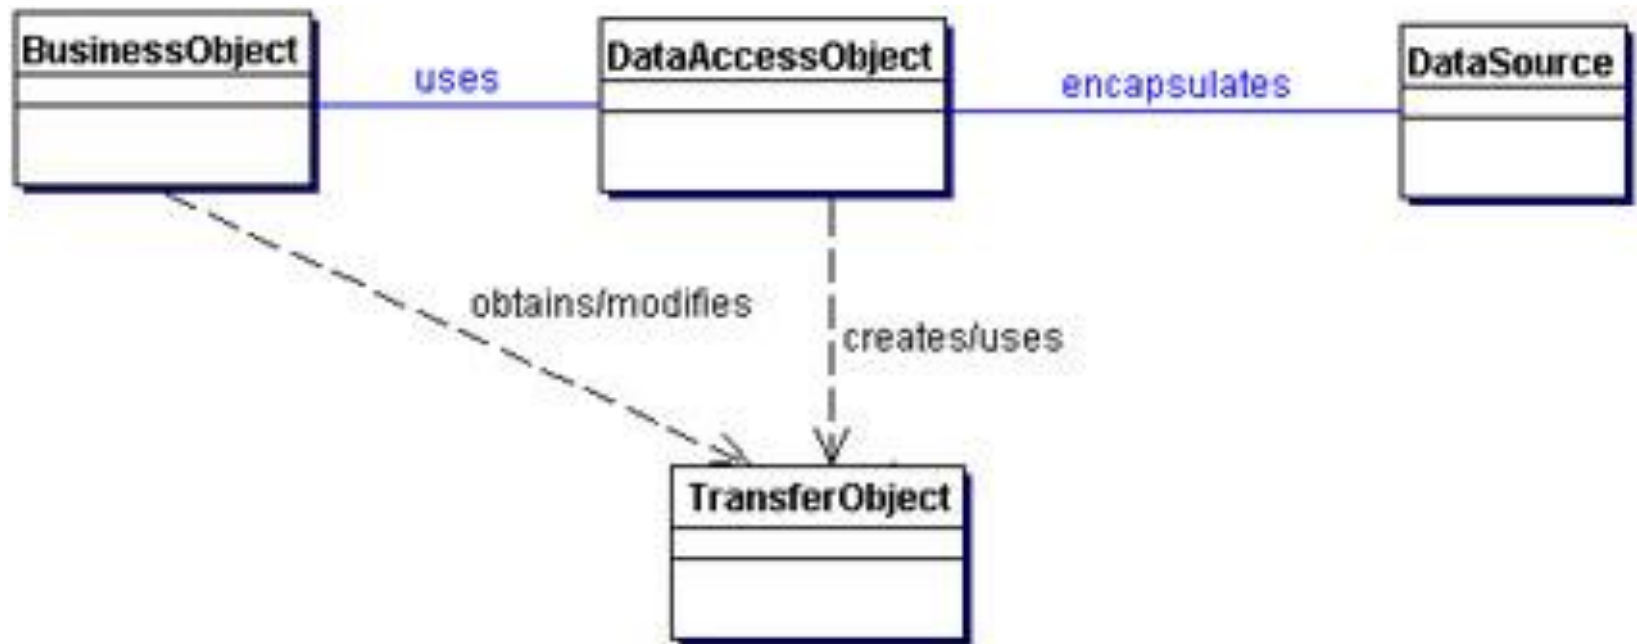 BusinessObject
uses
DataAccessObject
encapsulates
DataSource
obtains/modifies
creates/uses
TransferObject